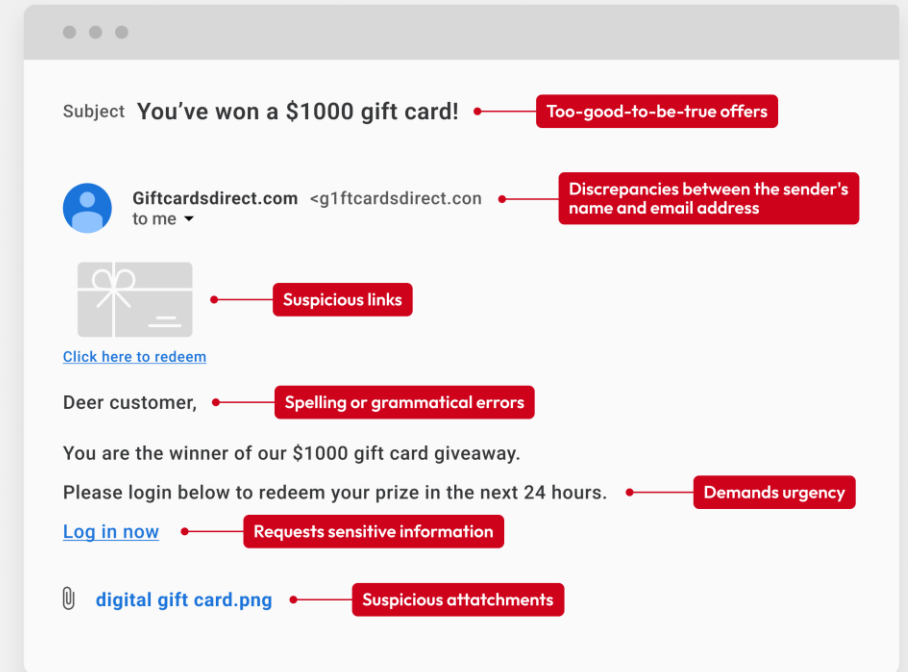 Subject You've won a $1000 gift card! Too-good-to-be-true offers
Giftcardsdirect.com <g1ftcardsdirect.con
to me
Discrepancies between the sender's
name and email address
Suspicious links
Click here to redeem
Deer customer, Spelling or grammatical errors
You are the winner of our $1000 gift card giveaway.
Please login below to redeem your prize in the next 24 hours. Demands urgency
Log in now Requests sensitive information
digital gift card.png Suspicious attatchments